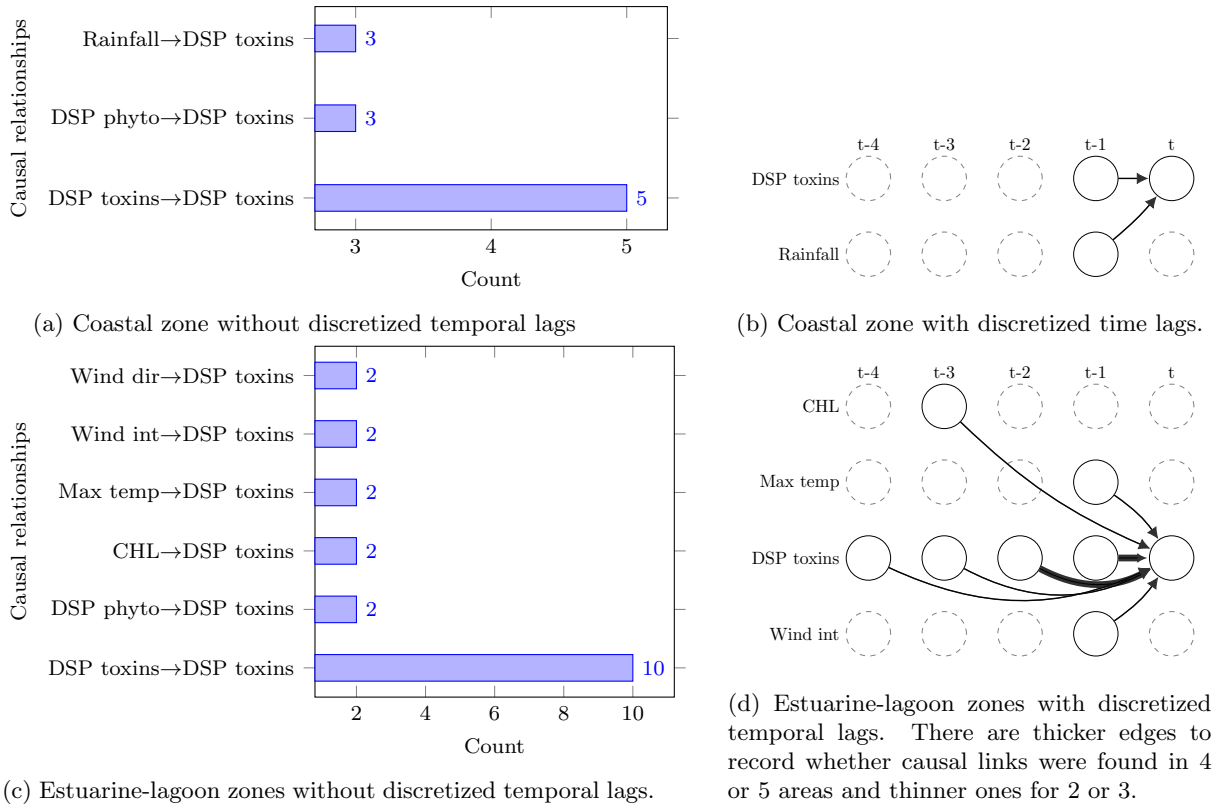 Causal relationships
Rainfall→DSP toxins
3
DSP phyto→DSP toxins
3
DSP toxins→DSP toxins
5
3 4 5
Count
(a) Coastal zone without discretized temporal lags
t-4 t-3 t-2 t-1 t
DSP toxins
Rainfall
(b) Coastal zone with discretized time lags.
Causal relationships
Wind dir→DSP toxins
2
Wind int→DSP toxins
2
Max temp→DSP toxins
2
CHL→DSP toxins
2
DSP phyto→DSP toxins
2
DSP toxins→DSP toxins
10
2 4 6 8 10
Count
(c) Estuarine-lagoon zones without discretized temporal lags.
t-4 t-3 t-2 t-1 t
CHL
Max temp
DSP toxins
Wind int
(d) Estuarine-lagoon zones with discretized
temporal lags. There are thicker edges to
record whether causal links were found in 4
or 5 areas and thinner ones for 2 or 3.